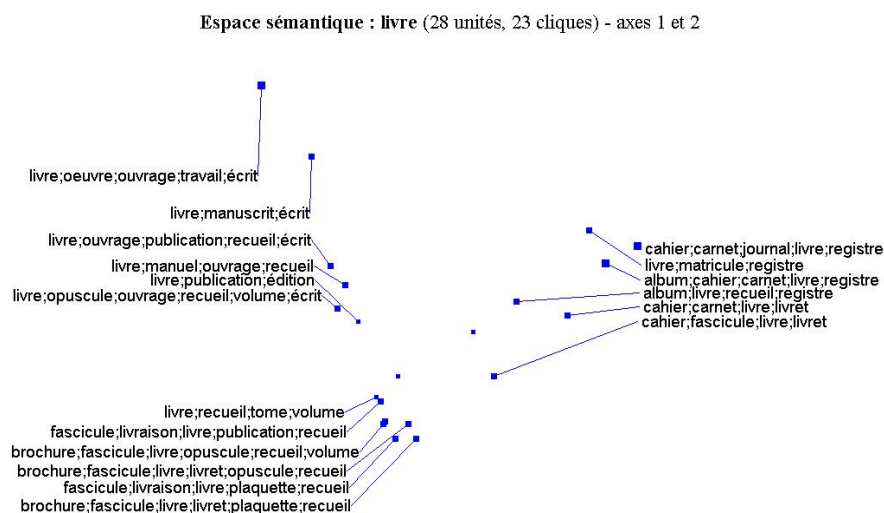 Espace sémantique : livre (28 unités, 23 cliques) - axes 1 et 2
livre;oeuvre;ouvrage;travail;écrit
livre;manuscrit;écrit
livre;ouvrage;publication;recueil;écrit
livre;manuel;ouvrage;recueil
livre;publication;édition
livre;opuscule;ouvrage;recueil;volume;écrit
cahier;carnet;journal;livre;registre
livre;matricule;registre
album;cahier;carnet;livre;registre
album;livre;recueil;registre
cahier;carnet;livre;livret
cahier;fascicule;livre;livret
livre;recueil;tome;volume
fascicule;livraison;livre;publication;recueil
brochure;fascicule;livre;opuscule;recueil;volume
brochure;fascicule;livre;livret;opuscule;recueil
fascicule;livraison;livre;plaquette;recueil
brochure;fascicule;livre;livret;plaquette;recueil